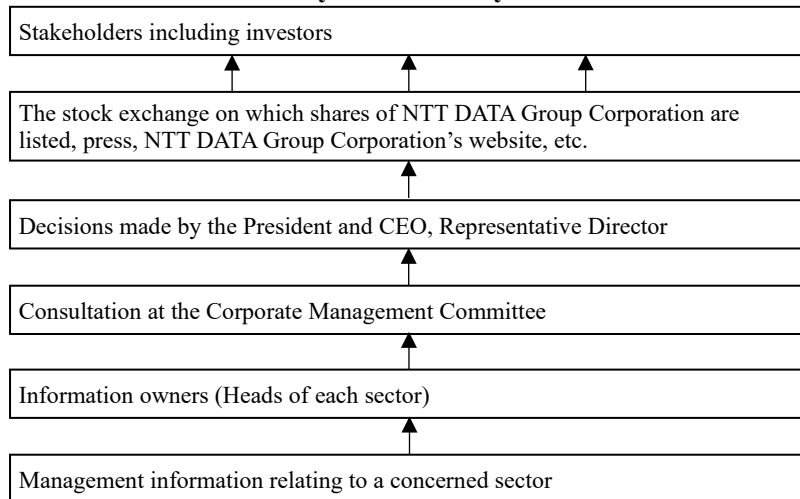 Stakeholders including investors
The stock exchange on which shares of NTT DATA Group Corporation are
listed, press, NTT DATA Group Corporation's website, etc.
Decisions made by the President and CEO, Representative Director
Consultation at the Corporate Management Committee
Information owners (Heads of each sector)
Management information relating to a concerned sector